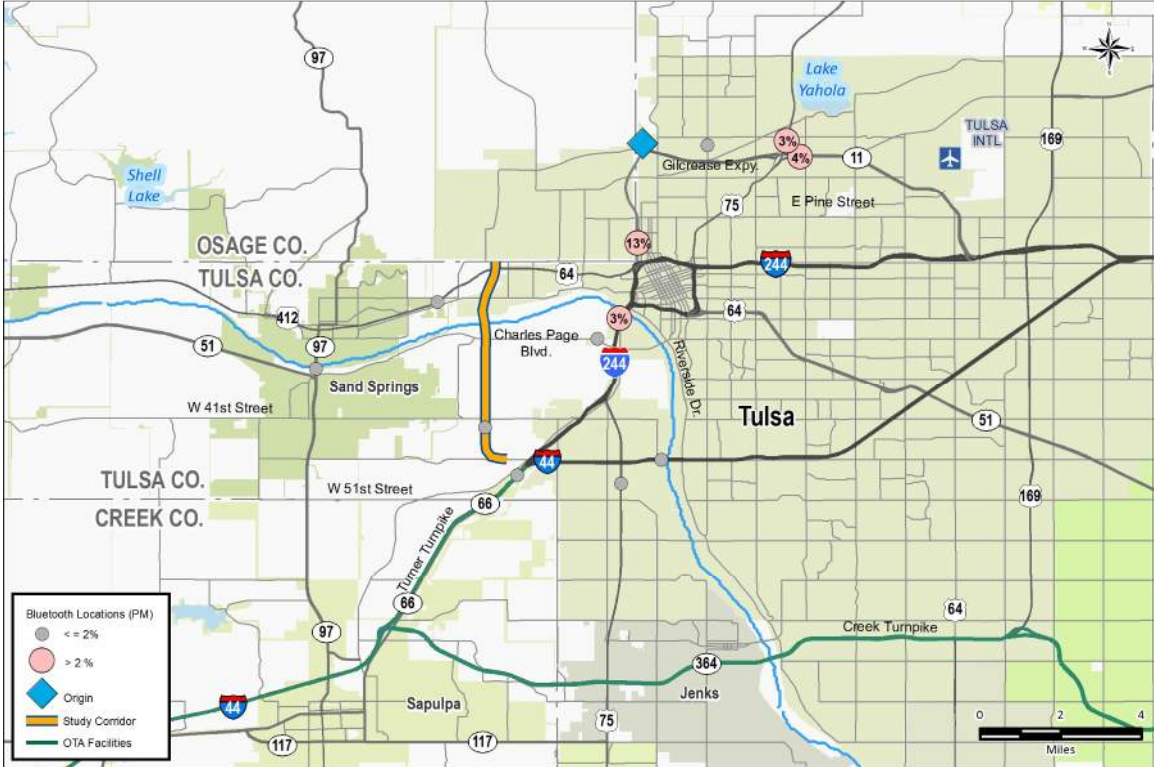 N
W
E
S
97
Lake
Yahola
TULSA
INTL
169
3%
4%
11
Gilcrease Expy.
Shell
Lake
75
E Pine Street
OSAGE CO.
TULSA CO.
13%
64
244
412
51
97
3%
64
Charles Page
Blvd.
244
Riverside Dr.
Sand Springs
W 41st Street
Tulsa
51
44
TULSA CO.
CREEK CO.
W 51st Street
66
169
Turner Turnpike
66
64
97
Creek Turnpike
364
Jenks
Sapulpa
44
75
117
117
Bluetooth Locations (PM)
< = 2%
> 2 %
Origin
Study Corridor
OTA Facilities
0
2
4
Miles